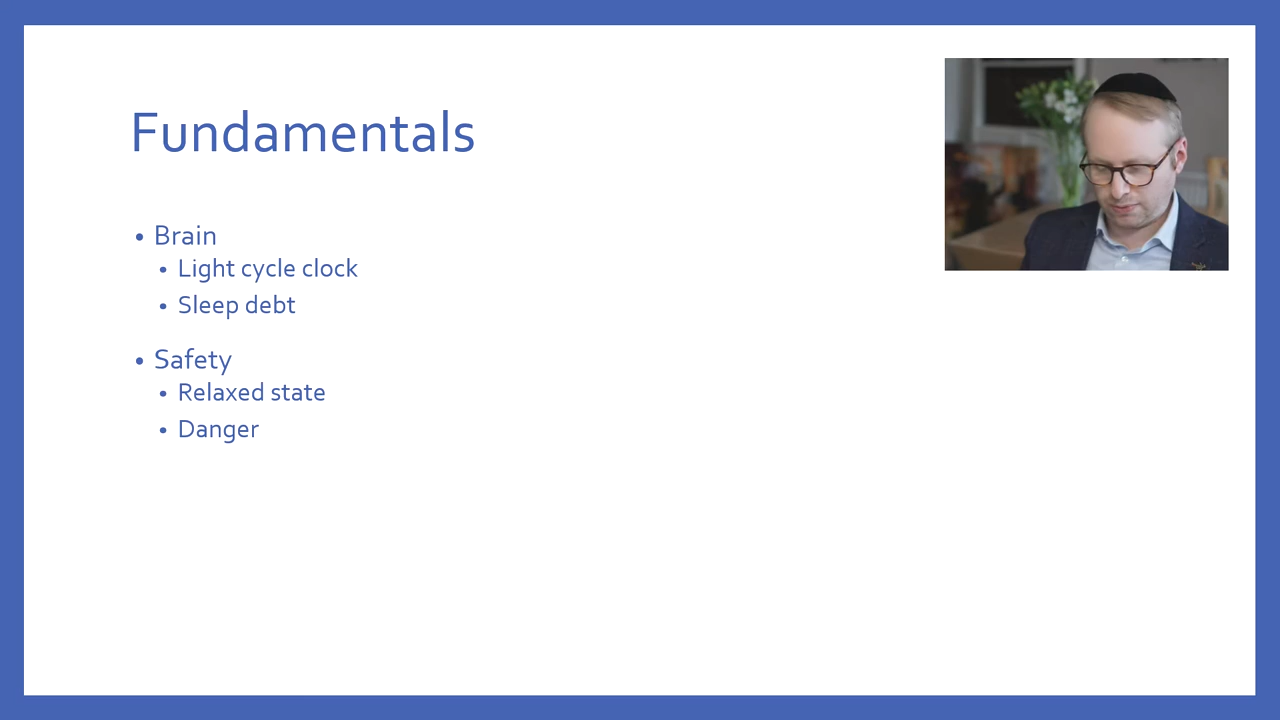 Fundamentals
• Brain
• Light cycle clock
• Sleep debt
• Safety
• Relaxed state
• Danger